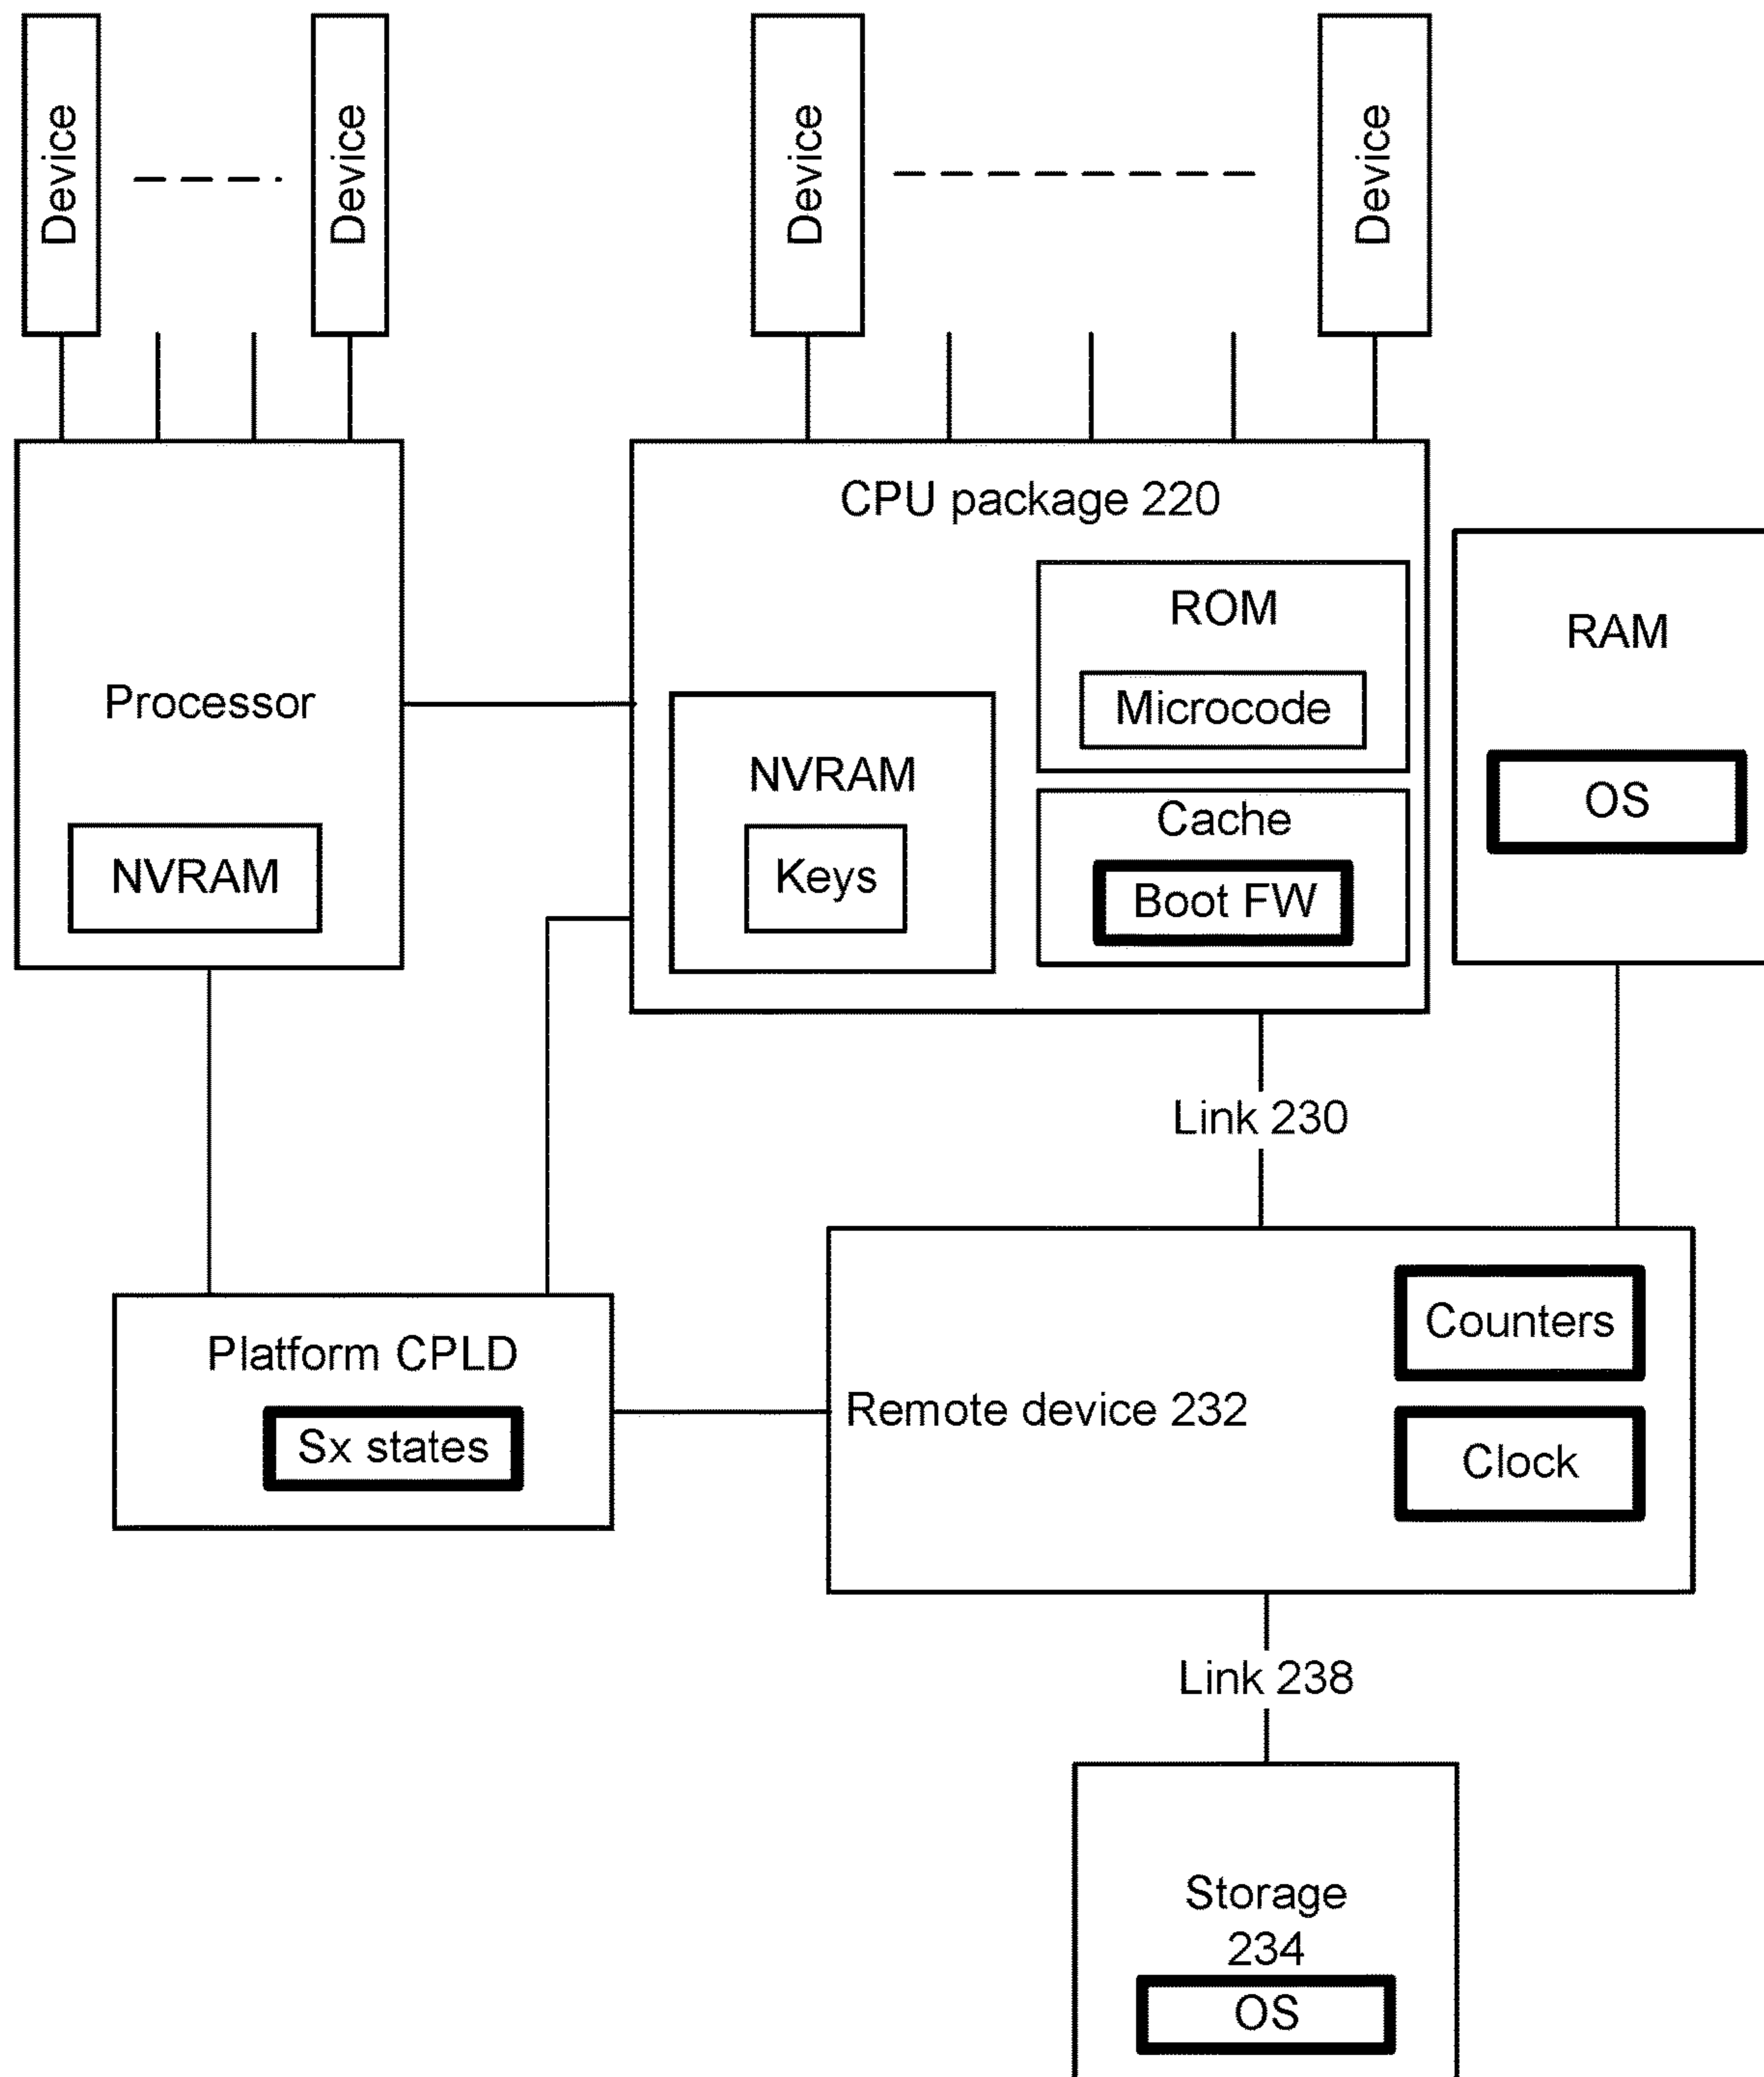 Device
Device
Device
Device
CPU package 220
ROM
Microcode
RAM
OS
Processor
NVRAM
NVRAM
Keys
Cache
Boot FW
Link 230
Platform CPLD
Sx states
Remote device 232
Counters
Clock
Link 238
Storage
234
OS